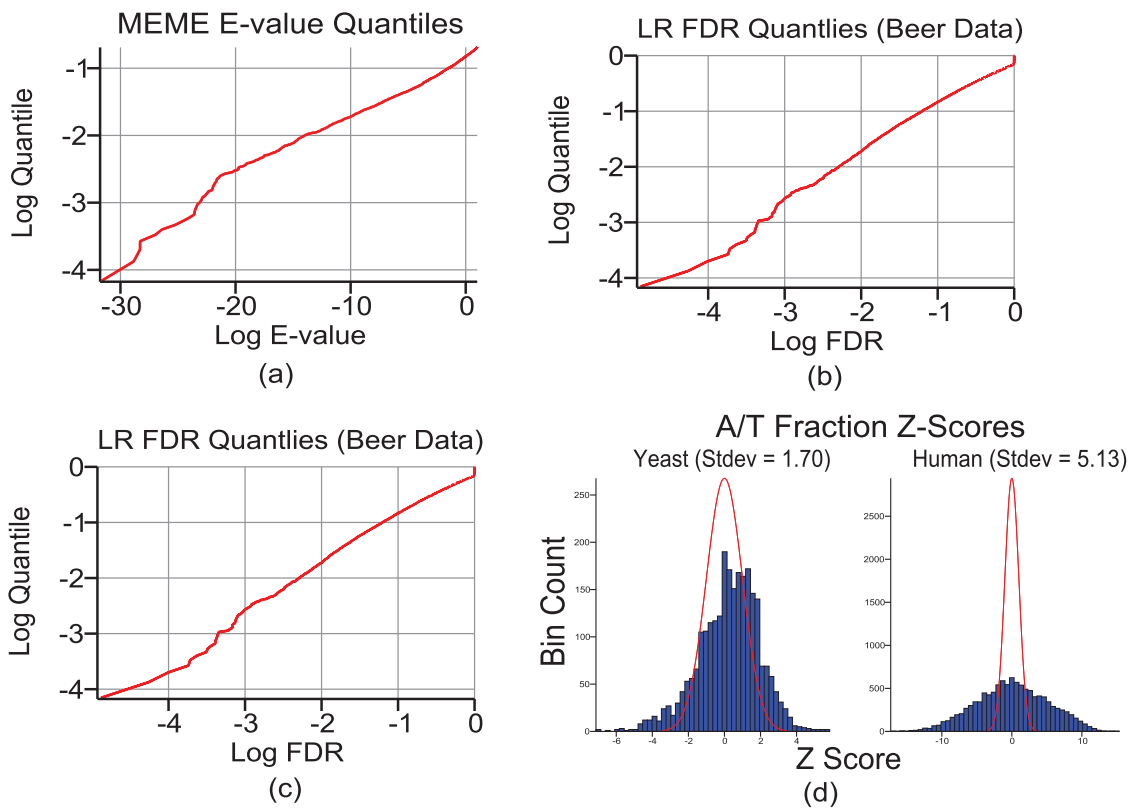 MEME E-value Quantiles
-1
-2
-3
-4
Log Quantile
-30 -20 -10 0
Log E-value
(a)
LR FDR Quantlies (Beer Data)
0
-1
-2
-3
-4
Log Quantile
-4 -3 -2 -1 0
Log FDR
(b)
LR FDR Quantlies (Beer Data)
0
-1
-2
-3
-4
Log Quantile
-4 -3 -2 -1 0
Log FDR
(c)
A/T Fraction Z-Scores
Yeast (Stdev = 1.70)
250
200
150
100
50
0
Bin Count
-6 -4 -2 0 2 4
Human (Stdev = 5.13)
2500
2000
1500
1000
500
0
-10 0 10
Z Score
(d)